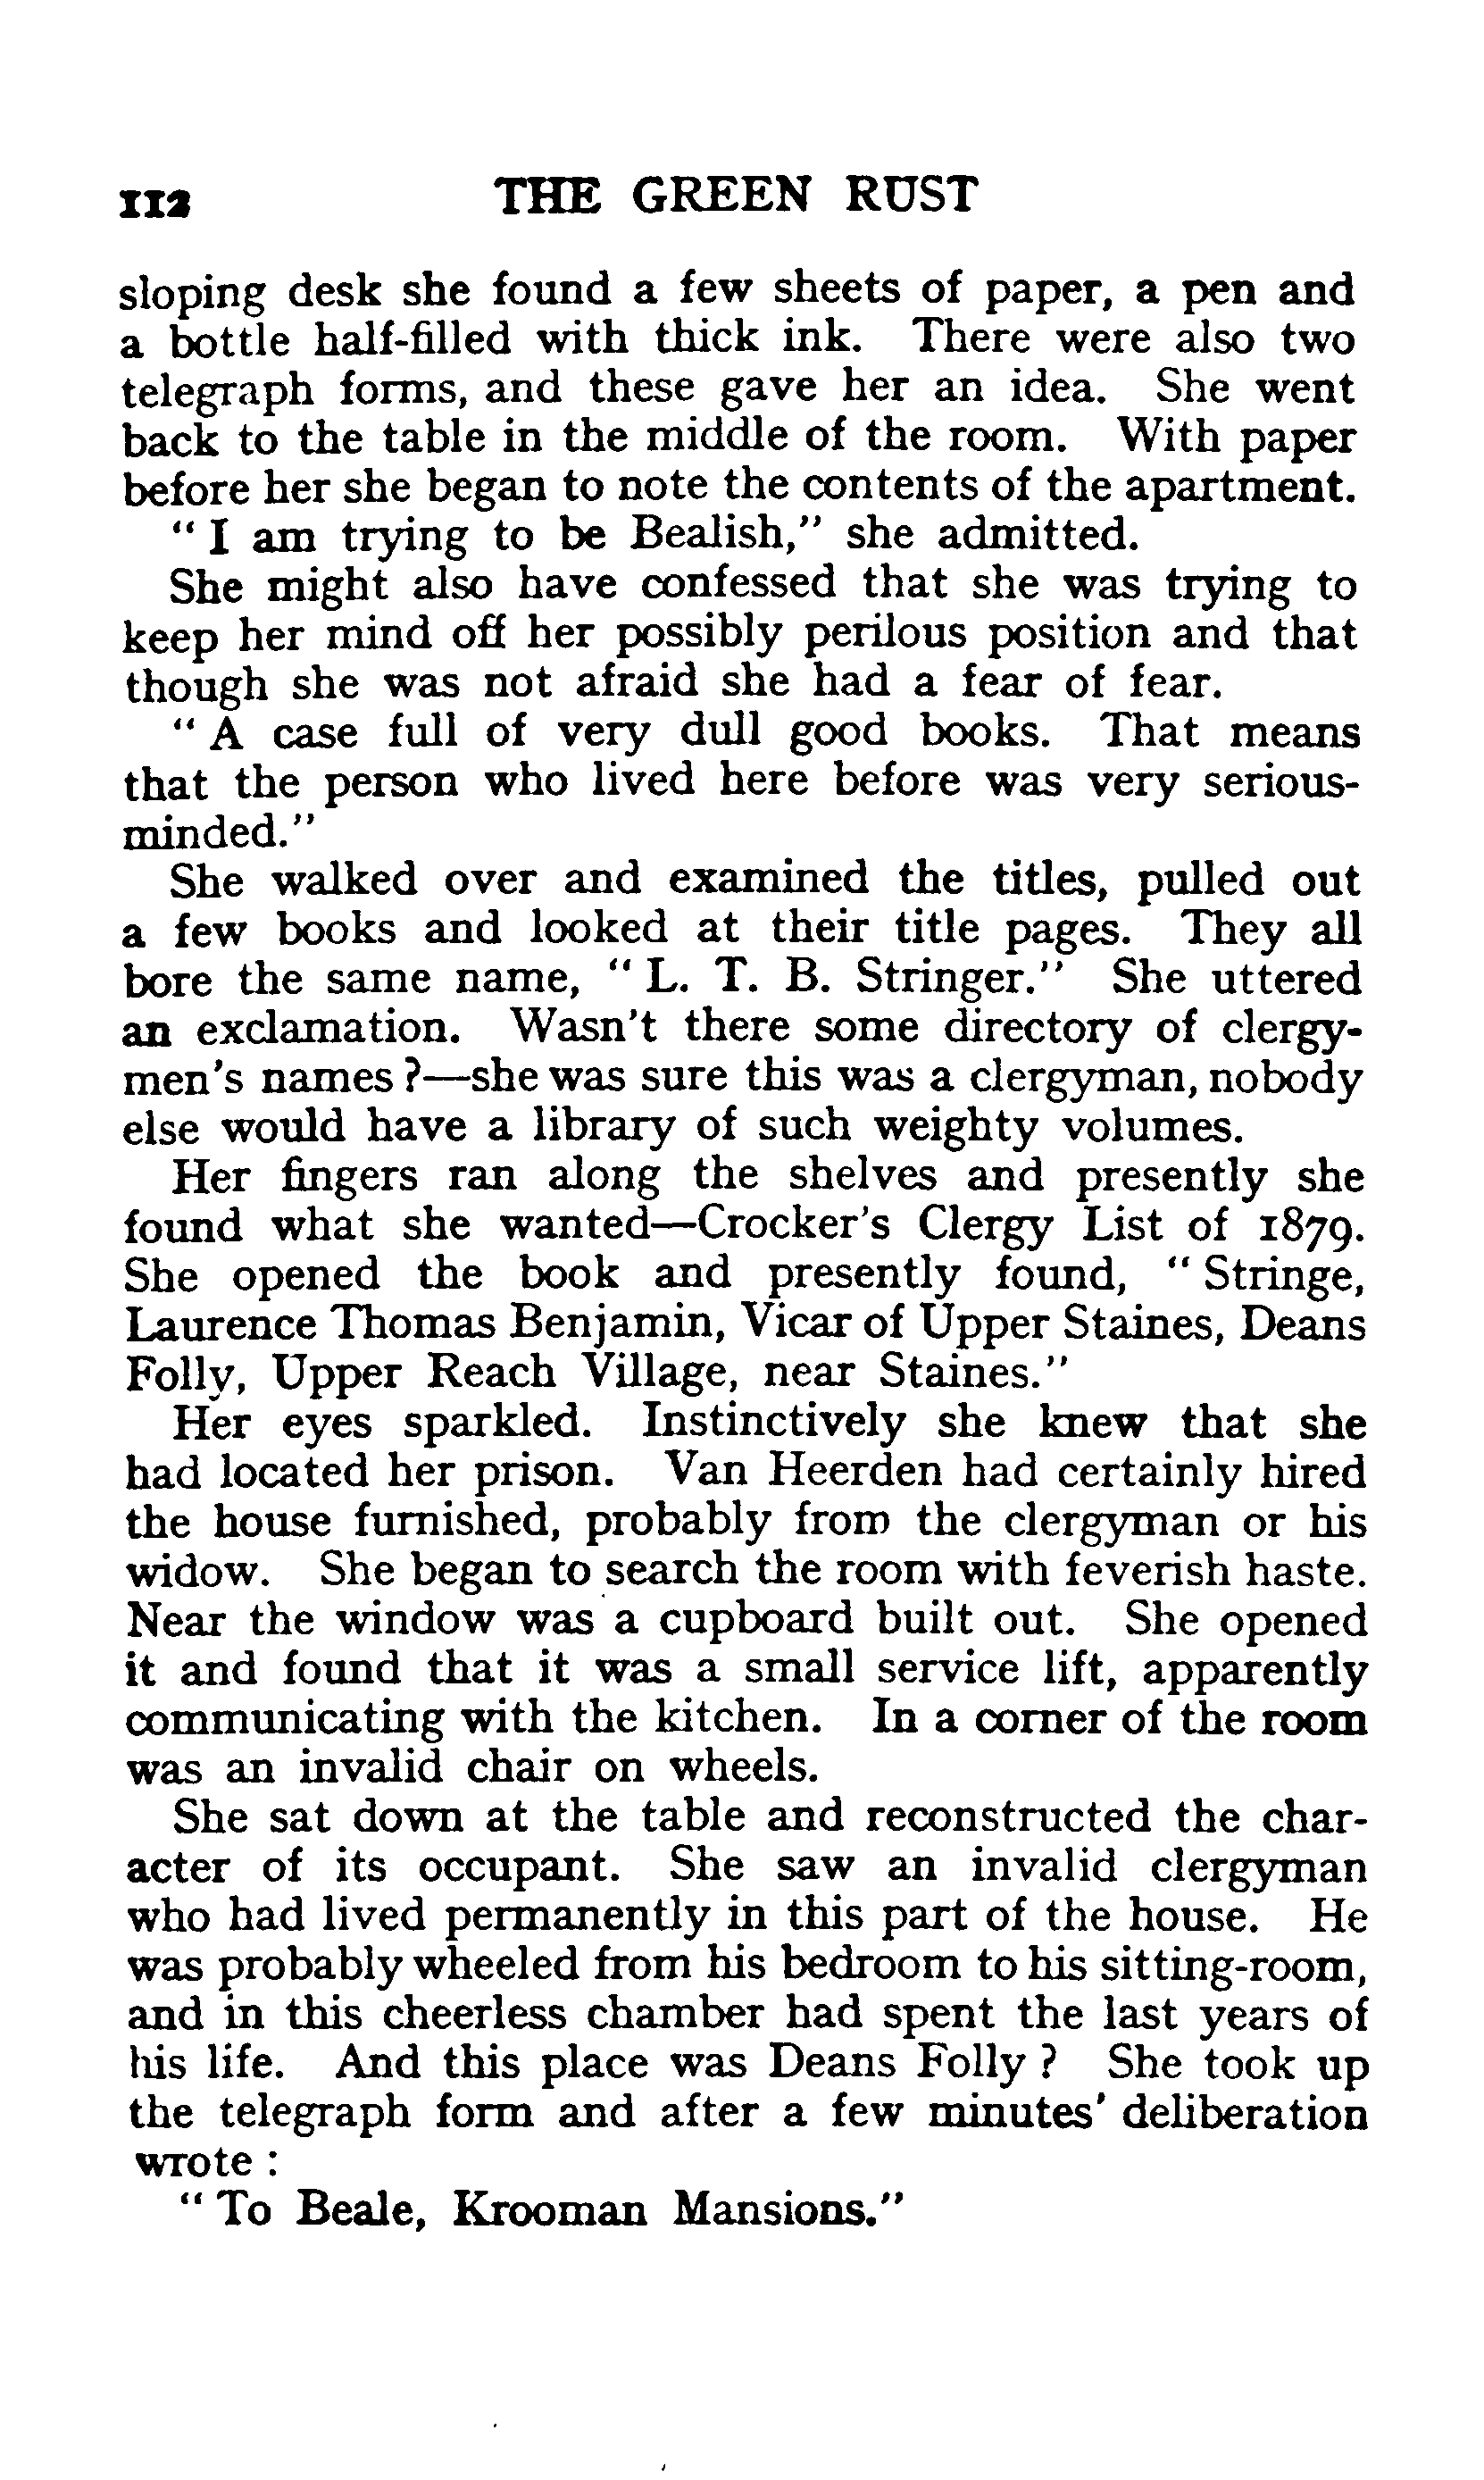 112 THE GREEN RUST
sloping desk she found a few sheets of paper, a pen and
a bottle half-filled with thick ink. There were also two
telegraph forms, and these gave her an idea. She went
back to the table in the middle of the room. With paper
before her she began to note the contents of the apartment.
" I am trying to be Bealish," she admitted.
She might also have confessed that she was trying to
keep her mind off her possibly perilous position and that
though she was not afraid she had a fear of fear.
" A case full of very dull good books. That means
that the person who lived here before was very serious-
minded."
She walked over and examined the titles, pulled out
a few books and looked at their title pages. They all
bore the same name, " L. T. B. Stringer." She uttered
an exclamation. Wasn't there some directory of clergy-
men's names ?—she was sure this was a clergyman, nobody
else would have a library of such weighty volumes.
Her fingers ran along the shelves and presently she
found what she wanted—Crocker's Clergy List of 1879.
She opened the book and presently found, " Stringe,
Laurence Thomas Benjamin, Vicar of Upper Staines, Deans
Folly, Upper Reach Village, near Staines."
Her eyes sparkled. Instinctively she knew that she
had located her prison. Van Heerden had certainly hired
the house furnished, probably from the clergyman or his
widow. She began to search the room with feverish haste.
Near the window was a cupboard built out. She opened
it and found that it was a small service lift, apparently
communicating with the kitchen. In a corner of the room
was an invalid chair on wheels.
She sat down at the table and reconstructed the char-
acter of its occupant. She saw an invalid clergyman
who had lived permanently in this part of the house. He
was probably wheeled from his bedroom to his sitting-room,
and in this cheerless chamber had spent the last years of
his life. And this place was Deans Folly ? She took up
the telegraph form and after a few minutes' deliberation
wrote :
" To Beale, Krooman Mansions."